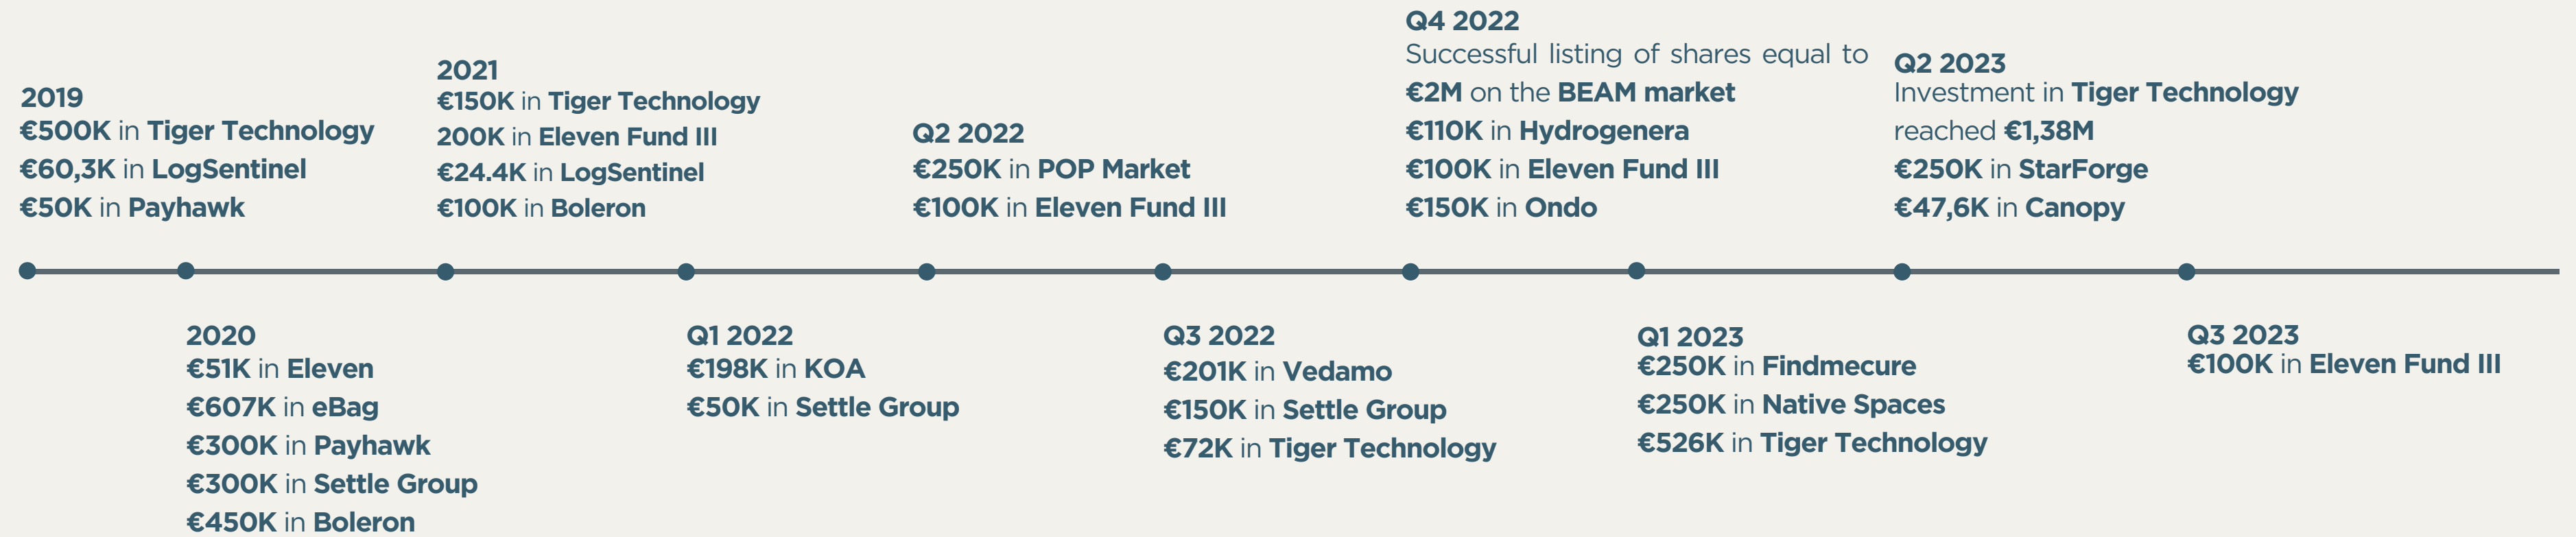 2019
€500K in Tiger Technology
€60,3K in LogSentinel
€50K in Payhawk
2020
€51K in Eleven
€607K in eBag
€300K in Payhawk
€300K in Settle Group
€450K in Boleron
2021
€150K in Tiger Technology
200K in Eleven Fund III
€24.4K in LogSentinel
€100K in Boleron
Q1 2022
€198K in KOA
€50K in Settle Group
Q2 2022
€250K in POP Market
€100K in Eleven Fund III
Q3 2022
€201K in Vedamo
€150K in Settle Group
€72K in Tiger Technology
Q4 2022
Successful listing of shares equal to
€2M on the BEAM market
€110K in Hydrogenera
€100K in Eleven Fund III
€150K in Ondo
Q1 2023
€250K in Findmecure
€250K in Native Spaces
€526K in Tiger Technology
Q2 2023
Investment in Tiger Technology
reached €1,38M
€250K in StarForge
€47,6K in Canopy
Q3 2023
€100K in Eleven Fund III